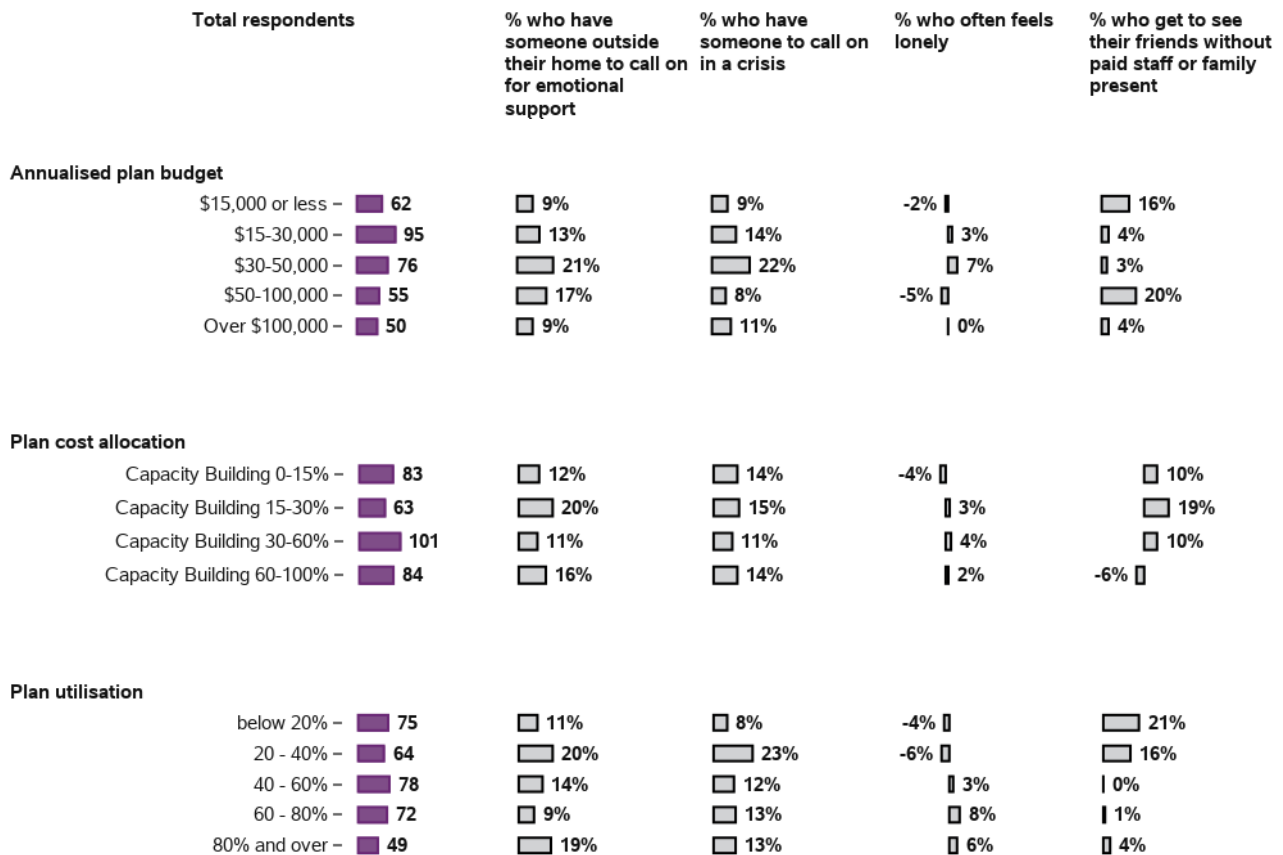 Total respondents
% who have someone outside their home to call on for emotional support
% who have someone to call on in a crisis
% who often feels lonely
% who get to see their friends without paid staff or family present
Annualised plan budget
$15,000 or less 62 9% 9% -2% 16%
$15-30,000 95 13% 14% 3% 4%
$30-50,000 76 21% 22% 7% 3%
$50-100,000 55 17% 8% -5% 20%
Over $100,000 50 9% 11% 0% 4%
Plan cost allocation
Capacity Building 0-15% 83 12% 14% -4% 10%
Capacity Building 15-30% 63 20% 15% 3% 19%
Capacity Building 30-60% 101 11% 11% 4% 10%
Capacity Building 60-100% 84 16% 14% 2% -6%
Plan utilisation
below 20% 75 11% 8% -4% 21%
20 - 40% 64 20% 23% -6% 16%
40 - 60% 78 14% 12% 3% 0%
60 - 80% 72 9% 13% 8% 1%
80% and over 49 19% 13% 6% 4%